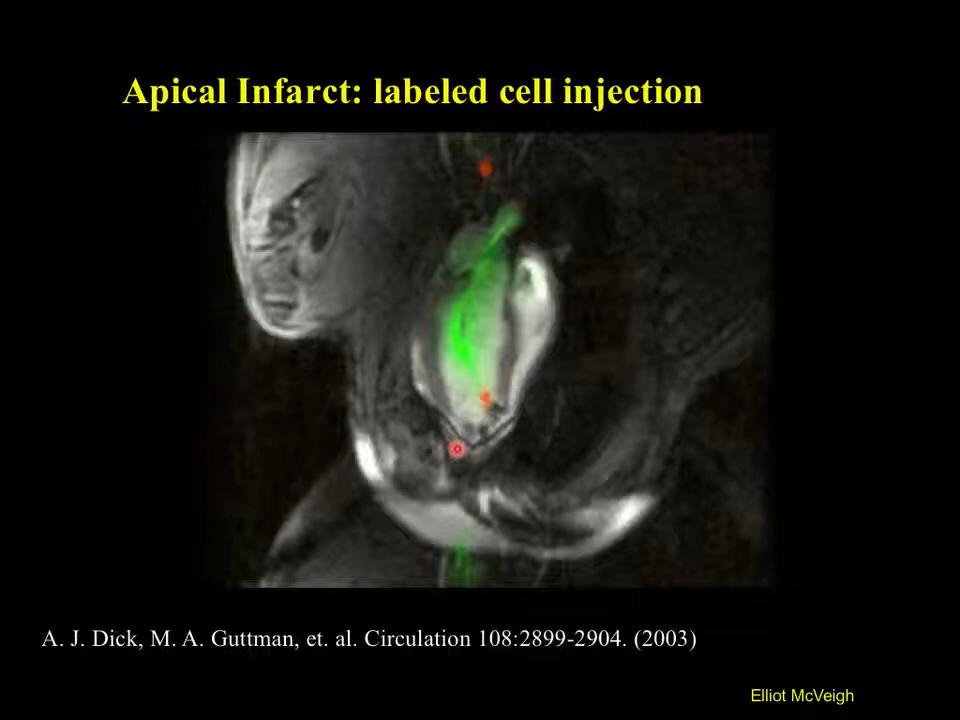 Apical Infarct: labeled cell injection
A. J. Dick, M. A. Guttman, et. al. Circulation 108:2899-2904. (2003)
Elliot McVeigh